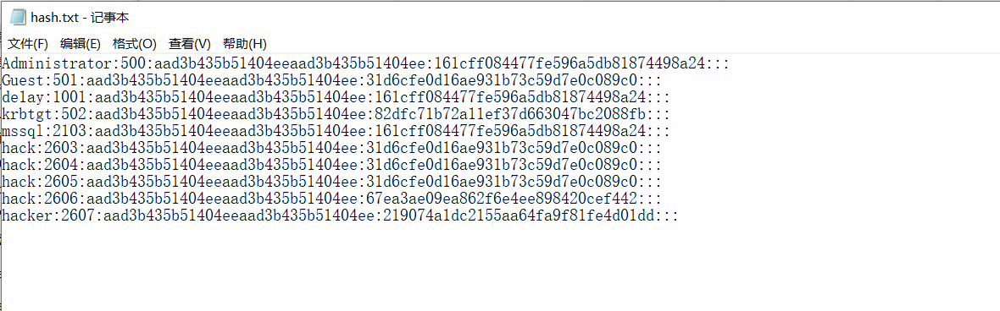 hash.txt - 记事本
文件(F) 编辑(E) 格式(O) 查看(V) 帮助(H)
Administrator:500:aad3b435b51404eeaad3b435b51404ee:161cff084477fe596a5db81874498a24:::
Guest:501:aad3b435b51404eeaad3b435b51404ee:31d6cfe0d16ae931b73c59d7e0c089c0:::
delay:1001:aad3b435b51404eeaad3b435b51404ee:161cff084477fe596a5db81874498a24:::
krbtgt:502:aad3b435b51404eeaad3b435b51404ee:82dfc71b72a11ef37d663047bc2088fb:::
mssql:2103:aad3b435b51404eeaad3b435b51404ee:161cff084477fe596a5db81874498a24:::
hack:2603:aad3b435b51404eeaad3b435b51404ee:31d6cfe0d16ae931b73c59d7e0c089c0:::
hack:2604:aad3b435b51404eeaad3b435b51404ee:31d6cfe0d16ae931b73c59d7e0c089c0:::
hack:2605:aad3b435b51404eeaad3b435b51404ee:31d6cfe0d16ae931b73c59d7e0c089c0:::
hack:2606:aad3b435b51404eeaad3b435b51404ee:67ea3ae09ea862f6e4ee898420cef442:::
hacker:2607:aad3b435b51404eeaad3b435b51404ee:219074a1dc2155aa64fa9f81fe4d01dd:::